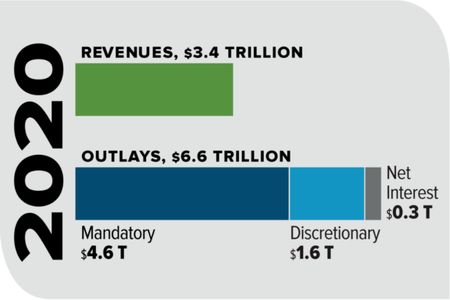 2020
REVENUES, $3.4 TRILLION
OUTLAYS, $6.6 TRILLION
Net
Interest
$0.3 T
Mandatory
$4.6 T
Discretionary
$1.6 T